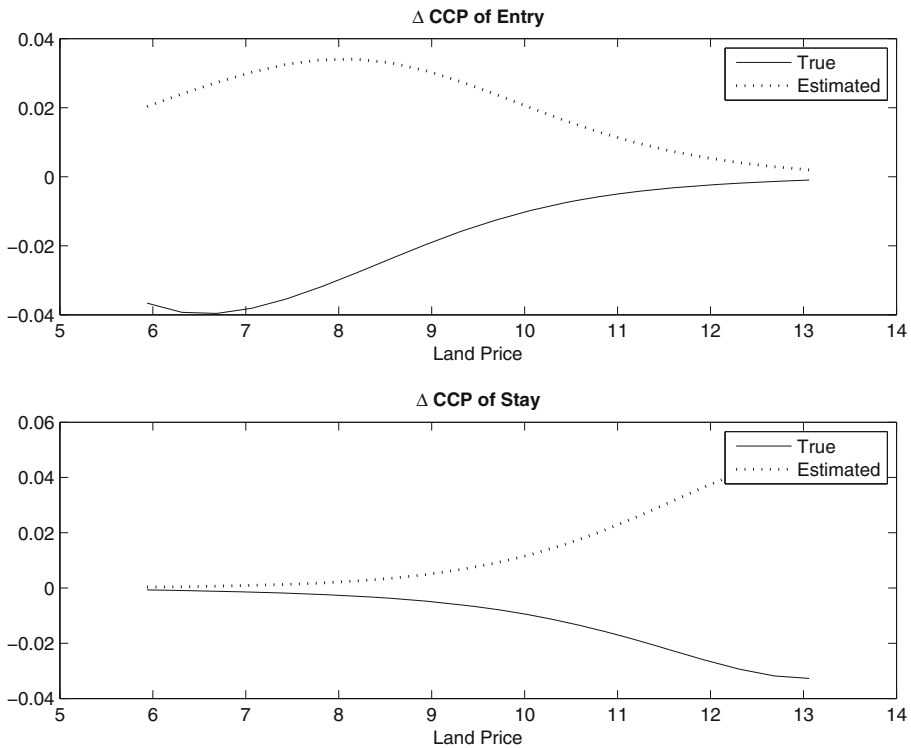 Δ CCP of Entry
True
Estimated
0.04
0.02
0
−0.02
−0.04
5 6 7 8 9 10 11 12 13 14
Land Price
Δ CCP of Stay
True
Estimated
0.06
0.04
0.02
0
−0.02
−0.04
5 6 7 8 9 10 11 12 13 14
Land Price